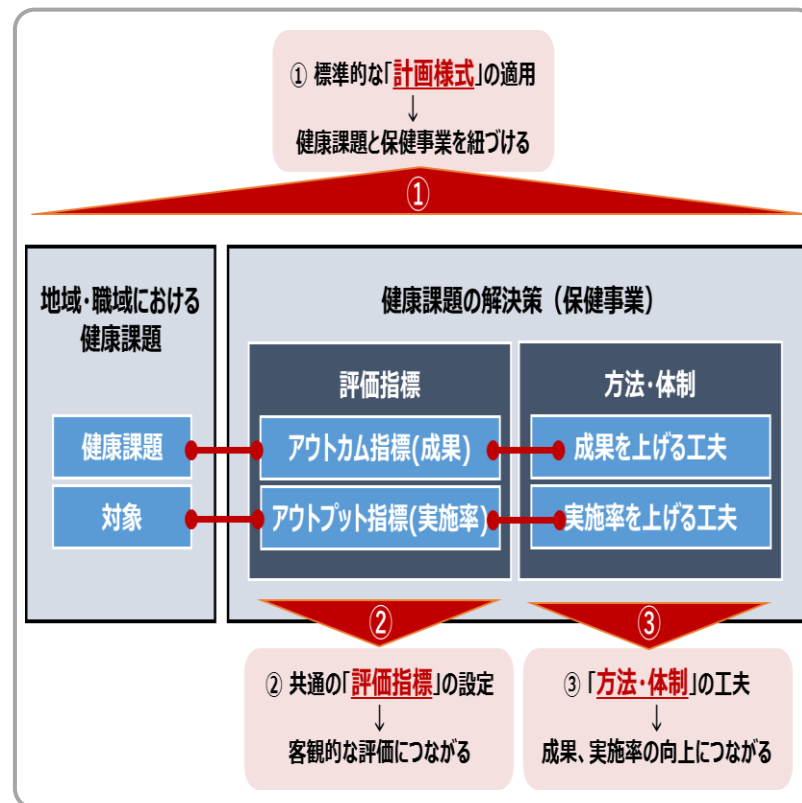 ① 標準的な「計画様式」の適用
↓
健康課題と保健事業を紐づける
①
地域・職域における
健康課題
健康課題の解決策（保健事業）
評価指標
方法・体制
健康課題
アウトカム指標(成果)
成果を上げる工夫
対象
アウトプット指標(実施率)
実施率を上げる工夫
②
③
② 共通の「評価指標」の設定
↓
客観的な評価につながる
③ 「方法・体制」の工夫
↓
成果、実施率の向上につながる